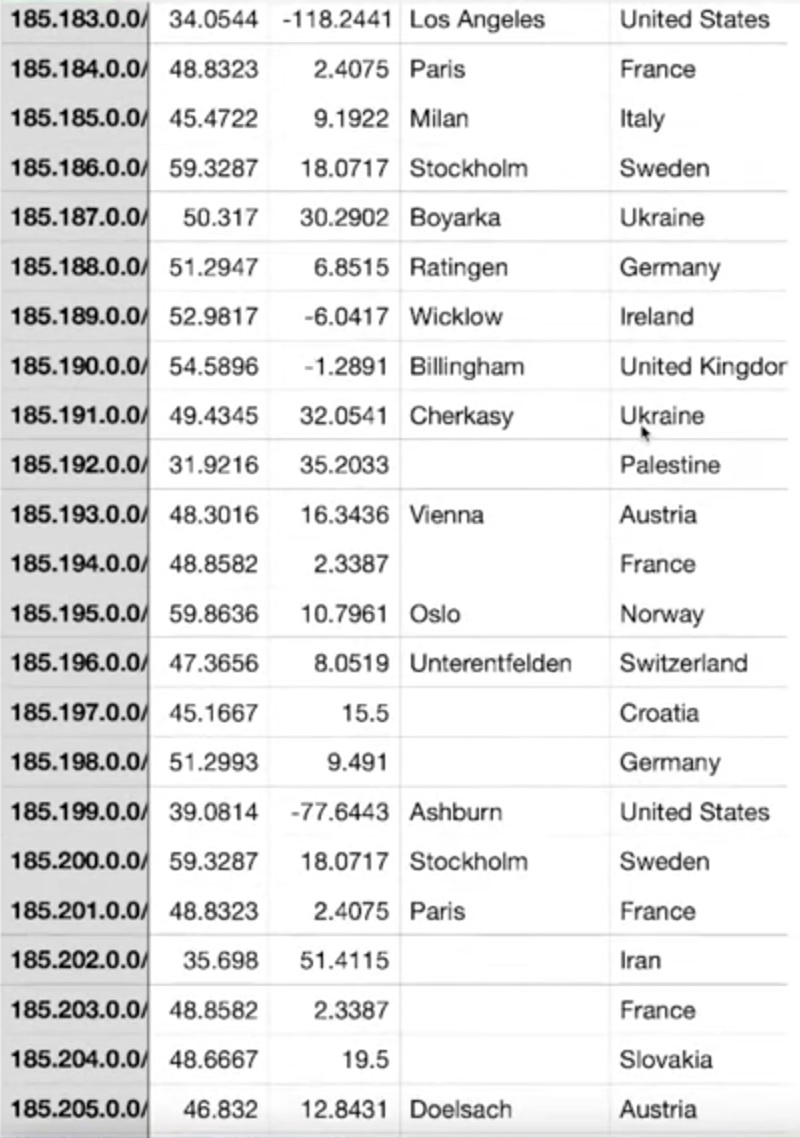 185.183.0.0/ 34.0544 -118.2441 Los Angeles United States
185.184.0.0/ 48.8323 2.4075 Paris France
185.185.0.0/ 45.4722 9.1922 Milan Italy
185.186.0.0/ 59.3287 18.0717 Stockholm Sweden
185.187.0.0/ 50.317 30.2902 Boyarka Ukraine
185.188.0.0/ 51.2947 6.8515 Ratingen Germany
185.189.0.0/ 52.9817 -6.0417 Wicklow Ireland
185.190.0.0/ 54.5896 -1.2891 Billingham United Kingdor
185.191.0.0/ 49.4345 32.0541 Cherkasy Ukraine
185.192.0.0/ 31.9216 35.2033 Palestine
185.193.0.0/ 48.3016 16.3436 Vienna Austria
185.194.0.0/ 48.8582 2.3387 France
185.195.0.0/ 59.8636 10.7961 Oslo Norway
185.196.0.0/ 47.3656 8.0519 Unterentfelden Switzerland
185.197.0.0/ 45.1667 15.5 Croatia
185.198.0.0/ 51.2993 9.491 Germany
185.199.0.0/ 39.0814 -77.6443 Ashburn United States
185.200.0.0/ 59.3287 18.0717 Stockholm Sweden
185.201.0.0/ 48.8323 2.4075 Paris France
185.202.0.0/ 35.698 51.4115 Iran
185.203.0.0/ 48.8582 2.3387 France
185.204.0.0/ 48.6667 19.5 Slovakia
185.205.0.0/ 46.832 12.8431 Doelsach Austria